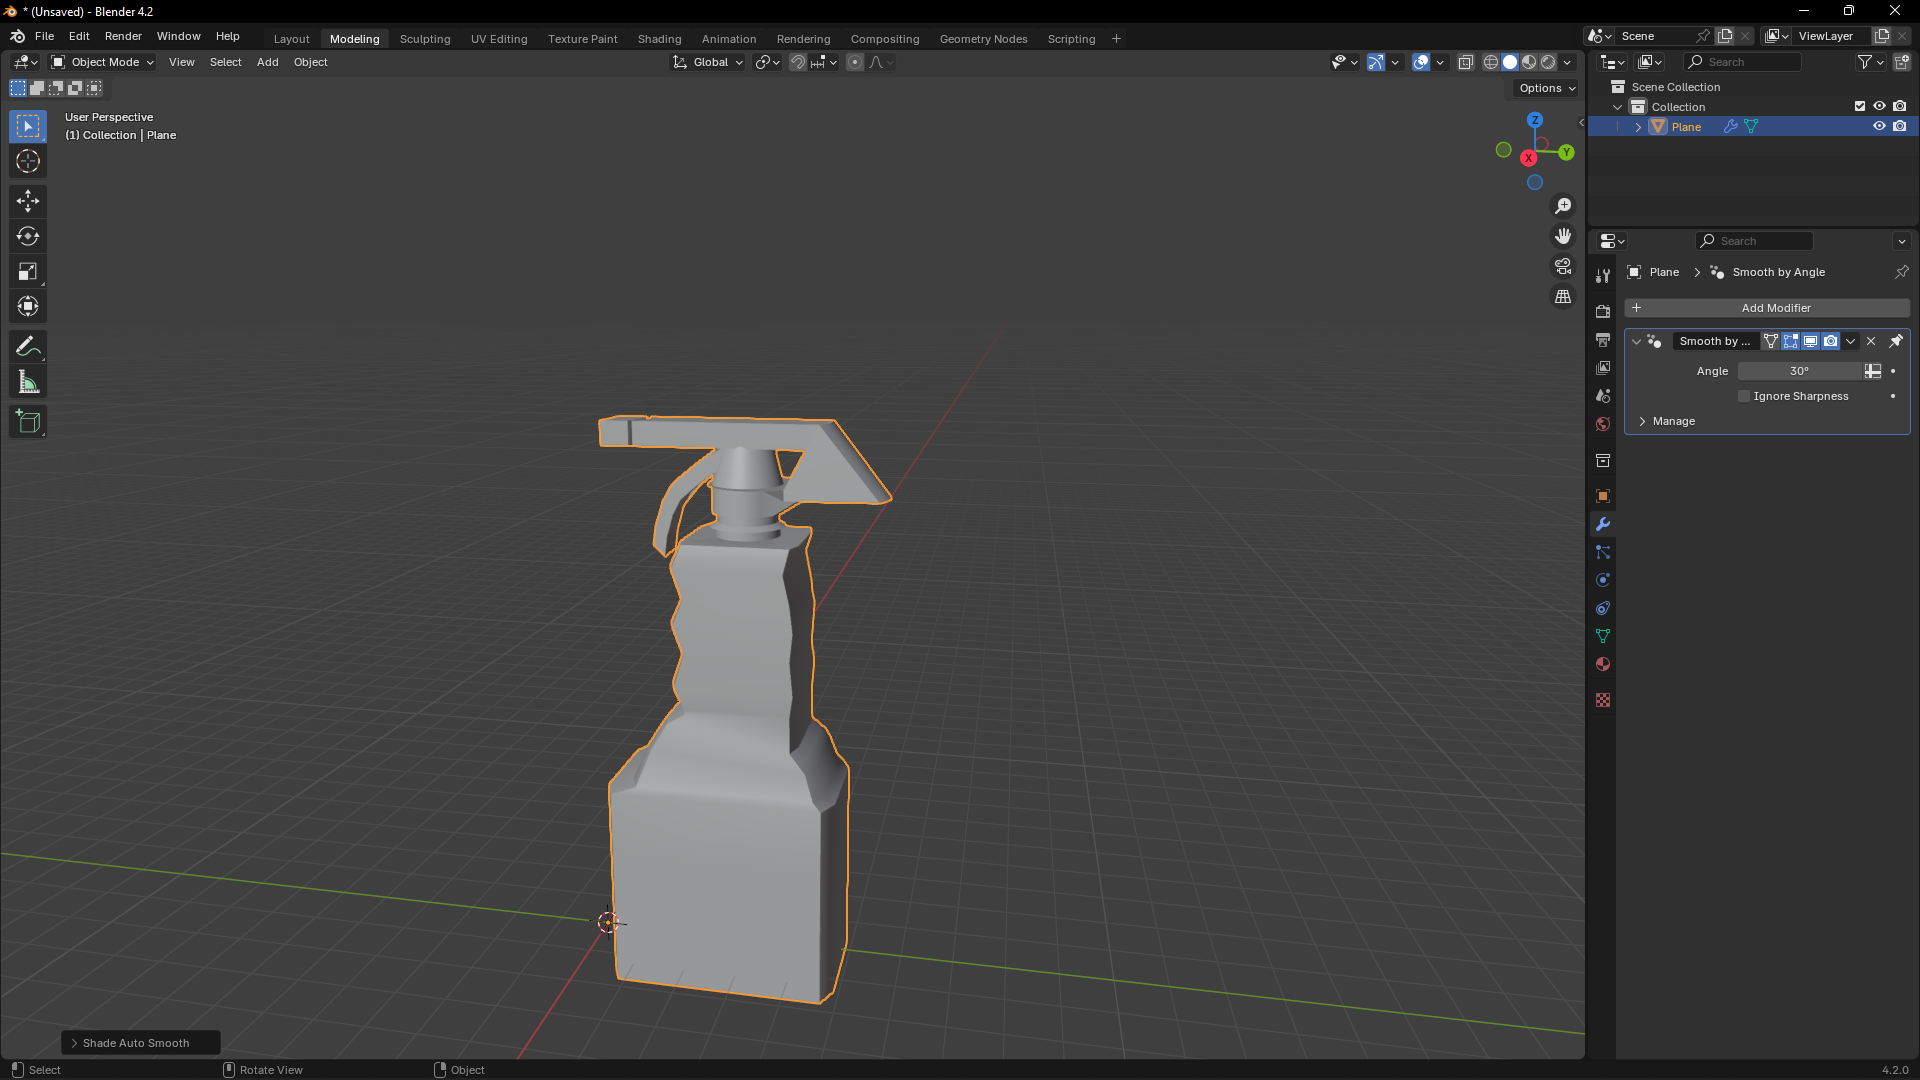 * (Unsaved) - Blender 4.2
File Edit Render Window Help
Layout Modeling Sculpting UV Editing Texture Paint Shading Animation Rendering Compositing Geometry Nodes Scripting +
Scene
ViewLayer
Object Mode View Select Add Object
Global
Search
Options
User Perspective
(1) Collection | Plane
Z
Y
X
Scene Collection
Collection
Plane
Search
Plane > Smooth by Angle
+ Add Modifier
Smooth by ...
Angle 30°
Ignore Sharpness
Manage
Shade Auto Smooth
Select
Rotate View
Object
4.2.0